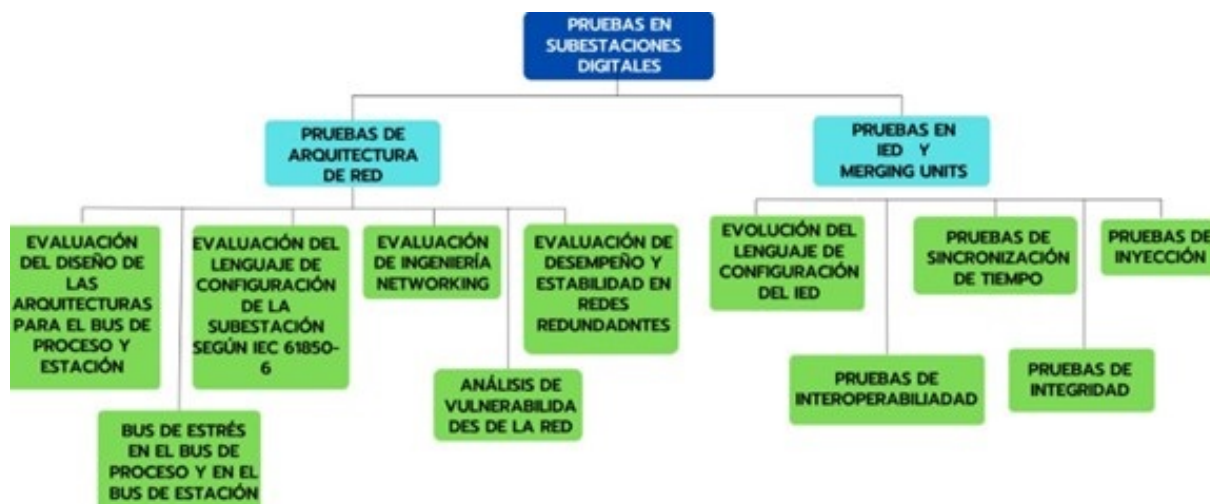 PRUEBAS EN
SUBESTACIONES
DIGITALES
PRUEBAS DE
ARQUITECTURA
DE RED
PRUEBAS EN
IED Y
MERGING UNITS
EVALUACIÓN
DEL DISEÑO DE
LAS
ARQUITECTURAS
PARA EL BUS DE
PROCESO Y
ESTACIÓN
BUS DE ESTRÉS
EN EL BUS DE
PROCESO Y EN EL
BUS DE ESTACIÓN
EVALUACIÓN DEL
LENGUAJE DE
CONFIGURACIÓN
DE LA
SUBESTACIÓN
SEGÚN IEC 61850-
6
EVALUACIÓN
DE INGENIERÍA
NETWORKING
ANÁLISIS DE
VULNERABILIDA
DES DE LA RED
EVALUACIÓN DE
DESEMPEÑO Y
ESTABILIDAD EN
REDES
REDUNDADNTES
EVOLUCIÓN DEL
LENGUAJE DE
CONFIGURACIÓN
DEL IED
PRUEBAS DE
INTEROPERABILIADAD
PRUEBAS DE
SINCRONIZACIÓN
DE TIEMPO
PRUEBAS DE
INTEGRIDAD
PRUEBAS DE
INYECCIÓN